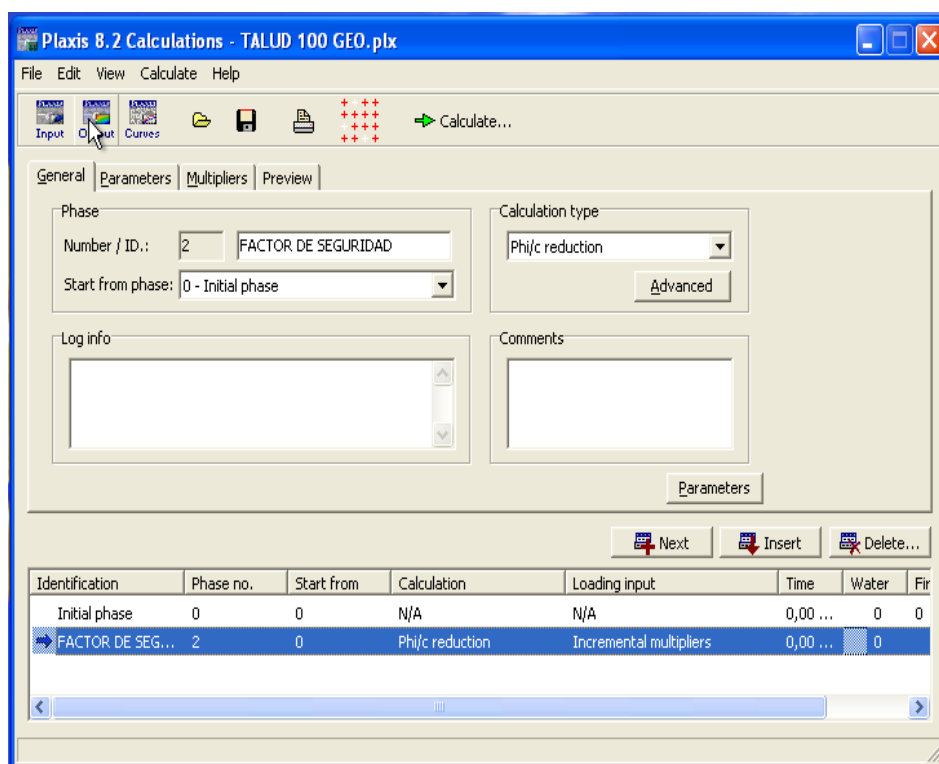 Plaxis 8.2 Calculations - TALUD 100 GEO.plx
File Edit View Calculate Help
Input Curves Calculate...
General Parameters Multipliers Preview
Phase
Number / ID.: 2 FACTOR DE SEGURIDAD
Start from phase: 0 - Initial phase
Calculation type
Phi/c reduction
Advanced
Log info
Comments
Parameters
Next Insert Delete...
Identification Phase no. Start from Calculation Loading input Time Water Fir
Initial phase 0 0 N/A N/A 0,00 ... 0 0
FACTOR DE SEG... 2 0 Phi/c reduction Incremental multipliers 0,00 ... 0